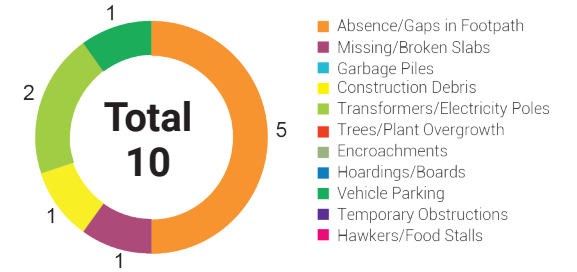 1
2
Total
10
5
1
1
Absence/Gaps in Footpath
Missing/Broken Slabs
Garbage Piles
Construction Debris
Transformers/Electricity Poles
Trees/Plant Overgrowth
Encroachments
Hoardings/Boards
Vehicle Parking
Temporary Obstructions
Hawkers/Food Stalls